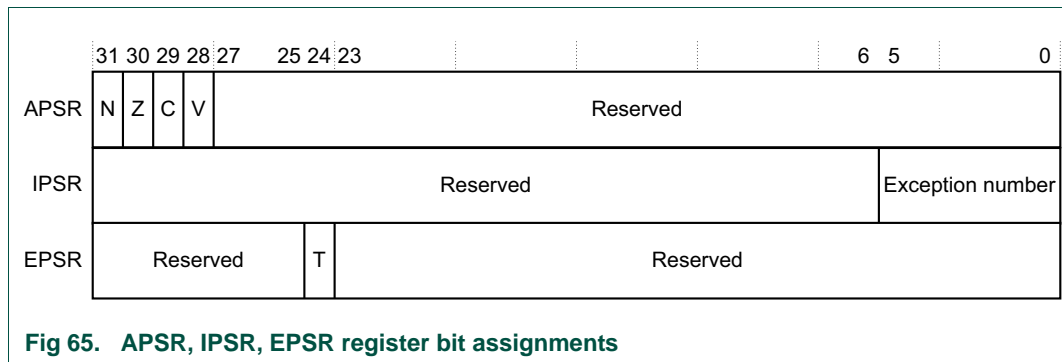 31 30 29 28 27 25 24 23 6 5 0
APSR N Z C V Reserved
IPSR Reserved Exception number
EPSR Reserved T Reserved
Fig 65. APSR, IPSR, EPSR register bit assignments